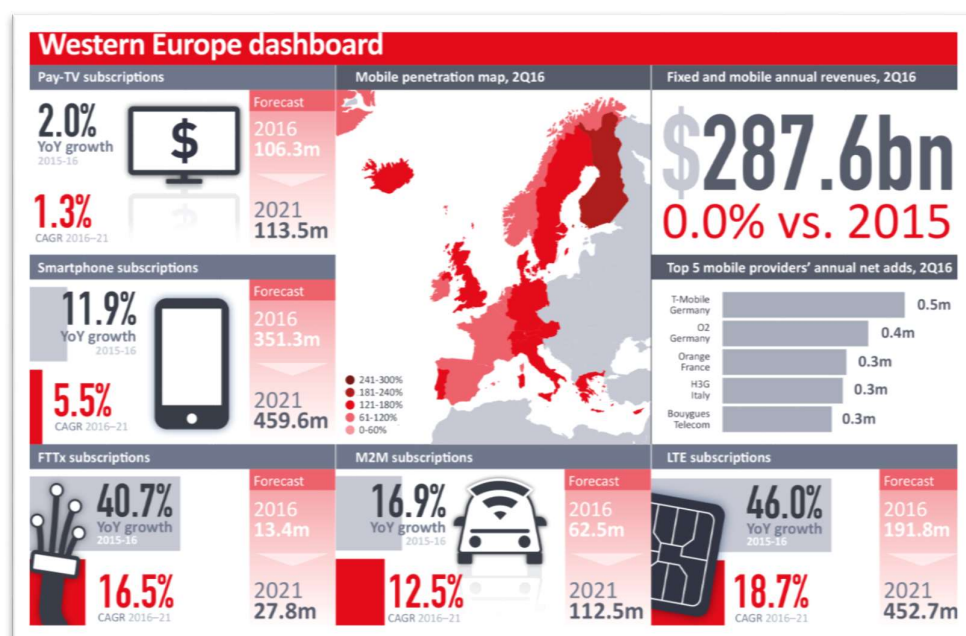 Western Europe dashboard
Pay-TV subscriptions
2.0%
YoY growth
2015-16
$
1.3%
CAGR 2016–21
Forecast
2016
106.3m
2021
113.5m
Mobile penetration map, 2Q16
241-300%
181-240%
121-180%
61-120%
0-60%
Fixed and mobile annual revenues, 2Q16
$287.6bn
0.0% vs. 2015
Smartphone subscriptions
11.9%
YoY growth
2015-16
5.5%
CAGR 2016–21
Forecast
2016
351.3m
2021
459.6m
Top 5 mobile providers' annual net adds, 2Q16
T-Mobile
Germany
0.5m
O2
Germany
0.4m
Orange
France
0.3m
H3G
Italy
0.3m
Bouygues
Telecom
0.3m
FTTx subscriptions
40.7%
YoY growth
2015-16
16.5%
CAGR 2016–21
Forecast
2016
13.4m
2021
27.8m
M2M subscriptions
16.9%
YoY growth
2015-16
12.5%
CAGR 2016–21
Forecast
2016
62.5m
2021
112.5m
LTE subscriptions
46.0%
YoY growth
2015-16
18.7%
CAGR 2016–21
Forecast
2016
191.8m
2021
452.7m